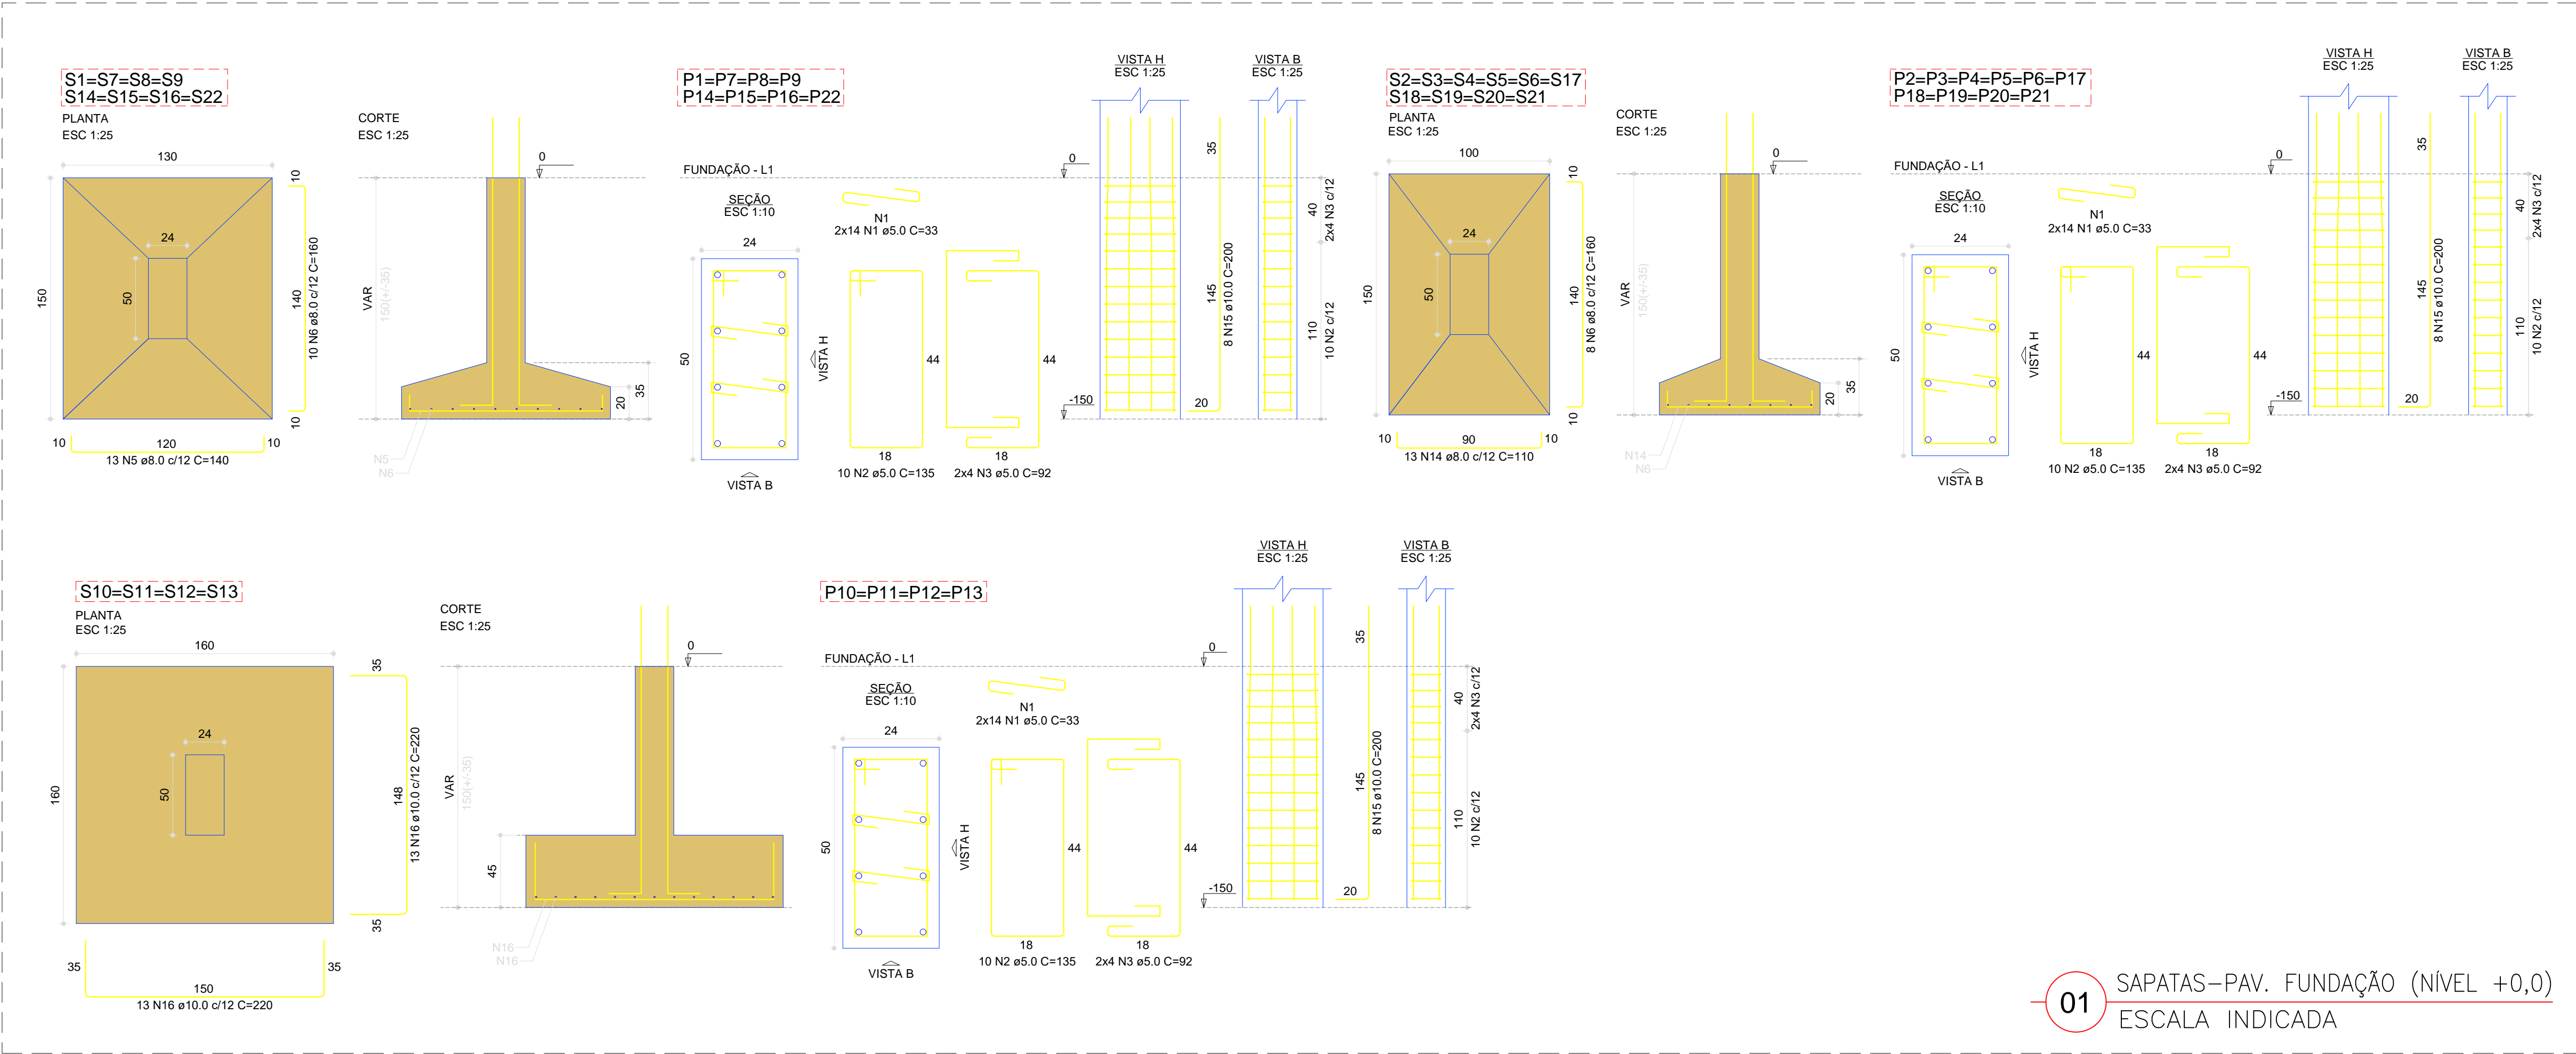 S1=S7=S8=S9
S14=S15=S16=S22
PLANTA
ESC 1:25
130
24
50
150
10
140
10 N6 ø8.0 c/12 C=160
10
10
120
10
13 N5 ø8.0 c/12 C=140
CORTE
ESC 1:25
0
VAR
150(+/-35)
35
20
N5
N6
P1=P7=P8=P9
P14=P15=P16=P22
FUNDAÇÃO - L1
SEÇÃO
ESC 1:10
24
50
VISTA H
VISTA B
N1
2x14 N1 ø5.0 C=33
44
18
10 N2 ø5.0 C=135
44
18
2x4 N3 ø5.0 C=92
0
-150
VISTA H
ESC 1:25
35
145
8 N15 ø10.0 C=200
20
VISTA B
ESC 1:25
40
2x4 N3 c/12
110
10 N2 c/12
S2=S3=S4=S5=S6=S17
S18=S19=S20=S21
PLANTA
ESC 1:25
100
24
50
150
10
140
8 N6 ø8.0 c/12 C=160
10
10
90
10
13 N14 ø8.0 c/12 C=110
CORTE
ESC 1:25
0
VAR
150(+/-35)
35
20
N14
N6
P2=P3=P4=P5=P6=P17
P18=P19=P20=P21
FUNDAÇÃO - L1
SEÇÃO
ESC 1:10
24
50
VISTA H
VISTA B
N1
2x14 N1 ø5.0 C=33
44
18
10 N2 ø5.0 C=135
44
18
2x4 N3 ø5.0 C=92
0
-150
VISTA H
ESC 1:25
35
145
8 N15 ø10.0 C=200
20
VISTA B
ESC 1:25
40
2x4 N3 c/12
110
10 N2 c/12
S10=S11=S12=S13
PLANTA
ESC 1:25
160
24
50
160
35
148
13 N16 ø10.0 c/12 C=220
35
35
150
35
13 N16 ø10.0 c/12 C=220
CORTE
ESC 1:25
0
VAR
150(+/-35)
45
N16
N16
P10=P11=P12=P13
FUNDAÇÃO - L1
SEÇÃO
ESC 1:10
24
50
VISTA H
VISTA B
N1
2x14 N1 ø5.0 C=33
44
18
10 N2 ø5.0 C=135
44
18
2x4 N3 ø5.0 C=92
0
-150
VISTA H
ESC 1:25
35
145
8 N15 ø10.0 C=200
20
VISTA B
ESC 1:25
40
2x4 N3 c/12
110
10 N2 c/12
01
SAPATAS-PAV. FUNDAÇÃO (NÍVEL +0,0)
ESCALA INDICADA